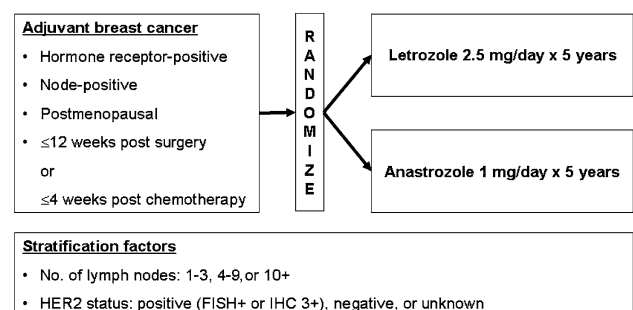 Adjuvant breast cancer
• Hormone receptor-positive
• Node-positive
• Postmenopausal
• ≤12 weeks post surgery
or
≤4 weeks post chemotherapy
RANDOMIZE
Letrozole 2.5 mg/day x 5 years
Anastrozole 1 mg/day x 5 years
Stratification factors
• No. of lymph nodes: 1-3, 4-9, or 10+
• HER2 status: positive (FISH+ or IHC 3+), negative, or unknown